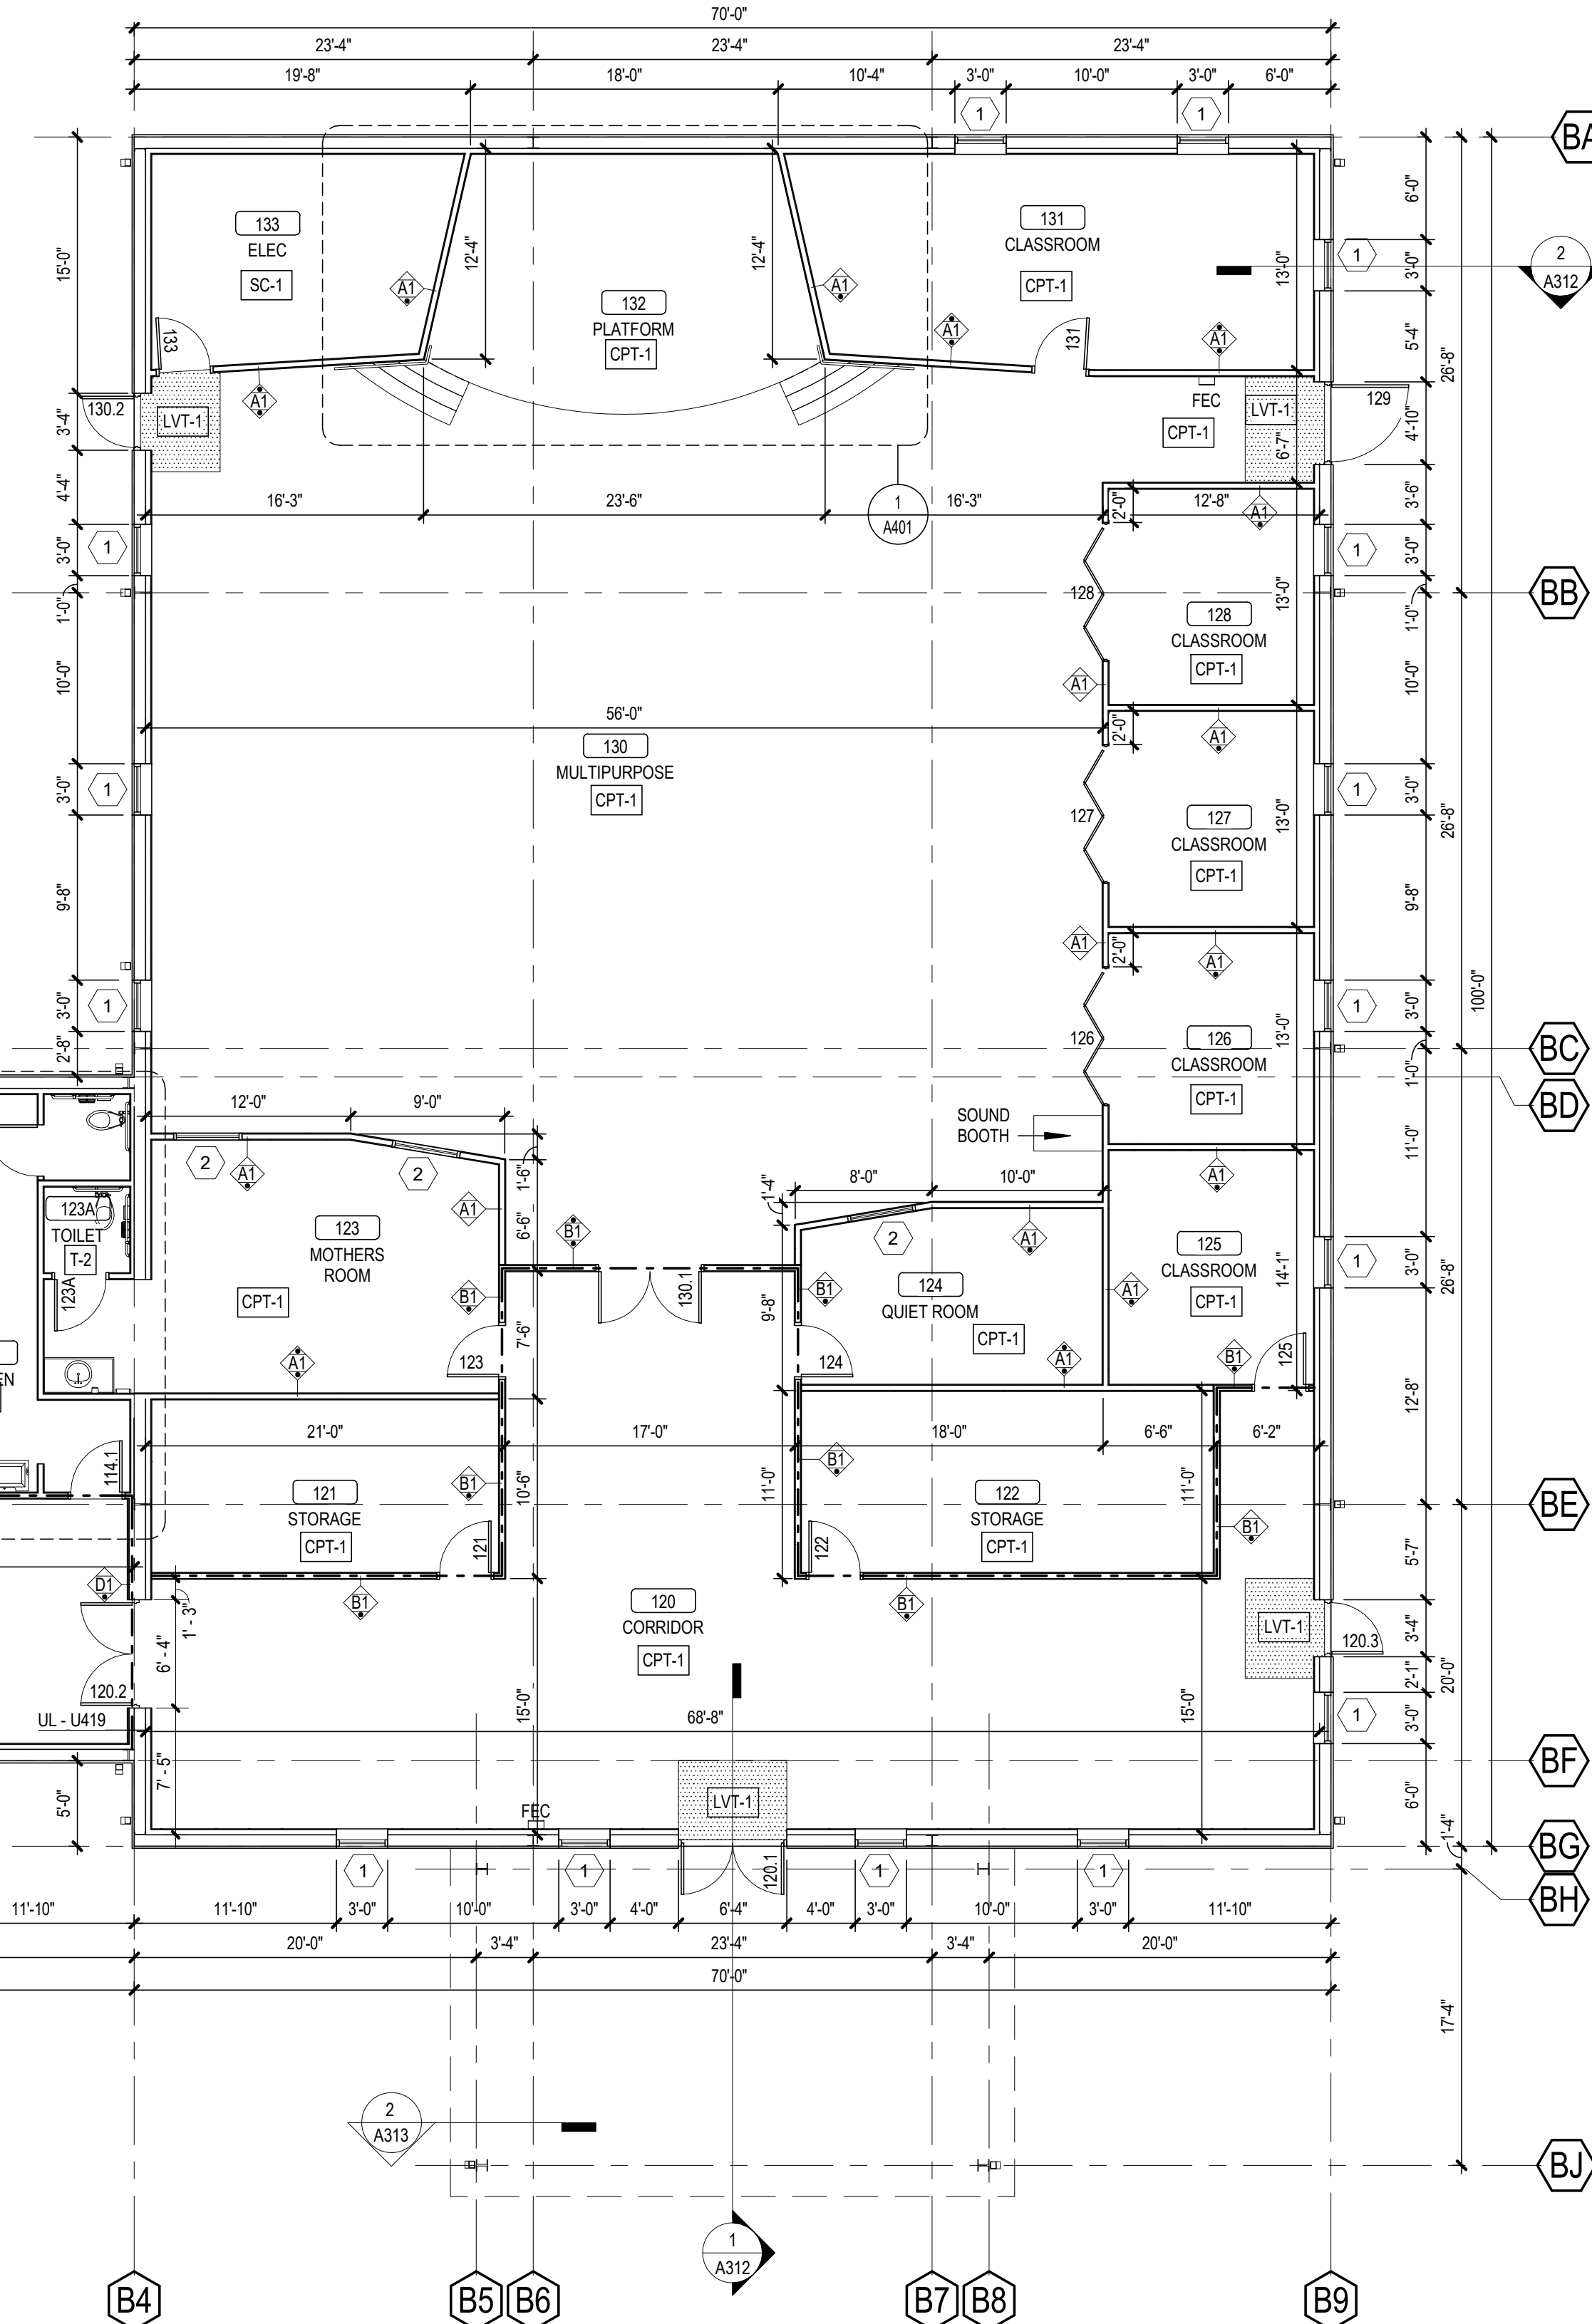 70'-0"
23'-4" 23'-4" 23'-4"
19'-8" 18'-0" 10'-4" 3'-0" 10'-0" 3'-0" 6'-0"
1 1
BA
133
ELEC
SC-1
133
A1
12'-4"
132
PLATFORM
CPT-1
12'-4"
A1
131
CLASSROOM
CPT-1
A1
131
A1
13'-0"
1
2
A312
15'-0"
6'-0"
3'-0"
5'-4"
26'-8"
130.2
LVT-1
A1
FEC
CPT-1
LVT-1
6'-7"
129
3'-4"
4'-10"
4'-4"
3'-6"
16'-3" 23'-6" 16'-3" 12'-8"
1
A401
2'-0"
A1
3'-0"
1
1
3'-0"
1'-0"
128
128
CLASSROOM
CPT-1
13'-0"
1'-0"
BB
10'-0"
A1
10'-0"
56'-0"
130
MULTIPURPOSE
CPT-1
2'-0"
A1
3'-0"
1
127
127
CLASSROOM
CPT-1
13'-0"
1
3'-0"
26'-8"
9'-8"
9'-8"
A1
2'-0"
A1
100'-0"
3'-0"
1
1
3'-0"
2'-8"
126
126
CLASSROOM
CPT-1
13'-0"
1'-0"
BC
BD
12'-0" 9'-0"
SOUND
BOOTH
11'-0"
2
A1
2
1'-6"
A1
6'-6"
A1
8'-0" 10'-0"
1'-4"
123A
TOILET
T-2
123A
123
MOTHERS
ROOM
CPT-1
B1
2
A1
125
CLASSROOM
CPT-1
14'-1"
1
3'-0"
26'-8"
B1
130.1
B1
124
QUIET ROOM
CPT-1
A1
9'-8"
7'-6"
EN
A1
123
124
A1
B1
125
12'-8"
21'-0" 17'-0" 18'-0" 6'-6" 6'-2"
114.1
B1
10'-6"
B1
11'-0"
11'-0"
121
STORAGE
CPT-1
121
122
122
STORAGE
CPT-1
B1
BE
5'-7"
D1
B1
B1
1' - 3"
120
CORRIDOR
CPT-1
LVT-1
120.3
3'-4"
6' - 4"
120.2
2'-1"
20'-0"
UL - U419
15'-0"
68'-8"
15'-0"
1
3'-0"
BF
7' - 5"
5'-0"
FEC
LVT-1
6'-0"
1'-4"
BG
1 1 120.1 1 1
BH
11'-10" 11'-10" 3'-0" 10'-0" 3'-0" 4'-0" 6'-4" 4'-0" 3'-0" 10'-0" 3'-0" 11'-10"
20'-0" 3'-4" 23'-4" 3'-4" 20'-0"
70'-0"
17'-4"
2
A313
BJ
1
A312
B4 B5 B6 B7 B8 B9